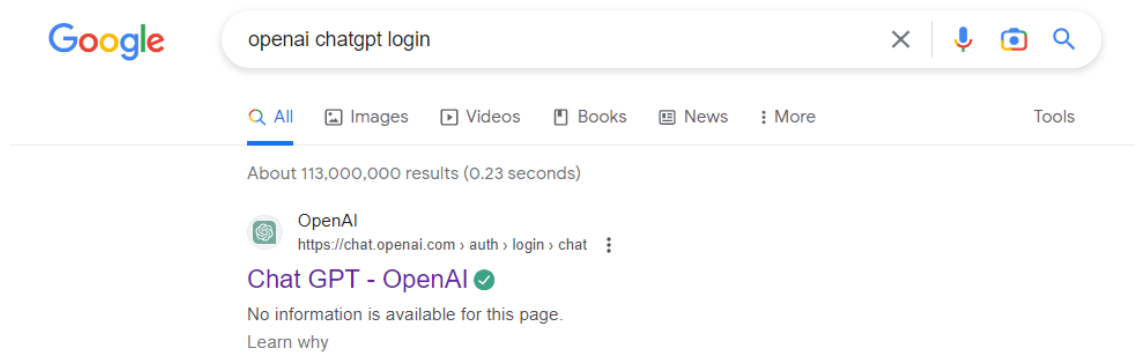 Google
openai chatgpt login
All Images Videos Books News More Tools
About 113,000,000 results (0.23 seconds)
OpenAI
https://chat.openai.com › auth › login › chat
Chat GPT - OpenAI
No information is available for this page.
Learn why